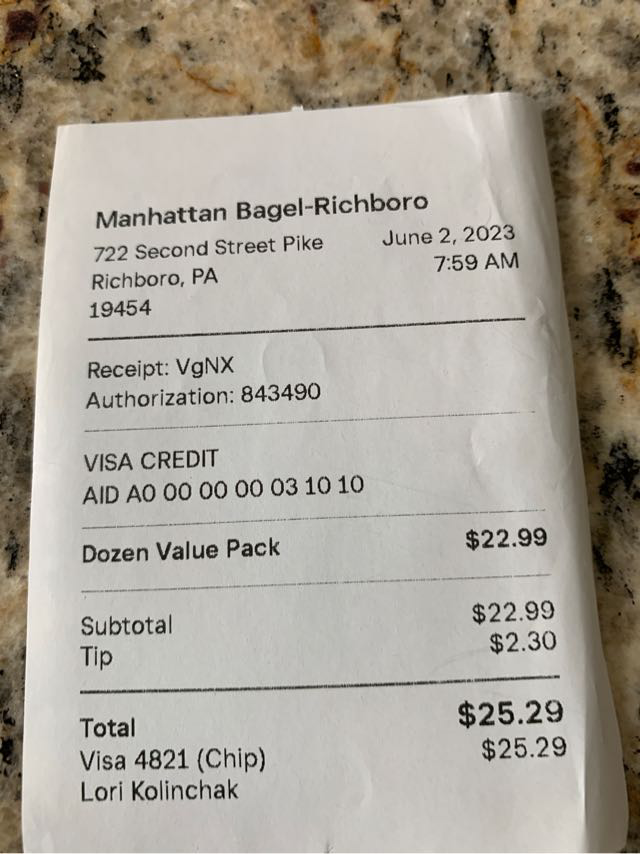 Manhattan Bagel-Richboro
722 Second Street Pike June 2, 2023
Richboro, PA 7:59 AM
19454
Receipt: VgNX
Authorization: 843490
VISA CREDIT
AID A0 00 00 00 03 10 10
Dozen Value Pack $22.99
Subtotal $22.99
Tip $2.30
Total $25.29
Visa 4821 (Chip) $25.29
Lori Kolinchak